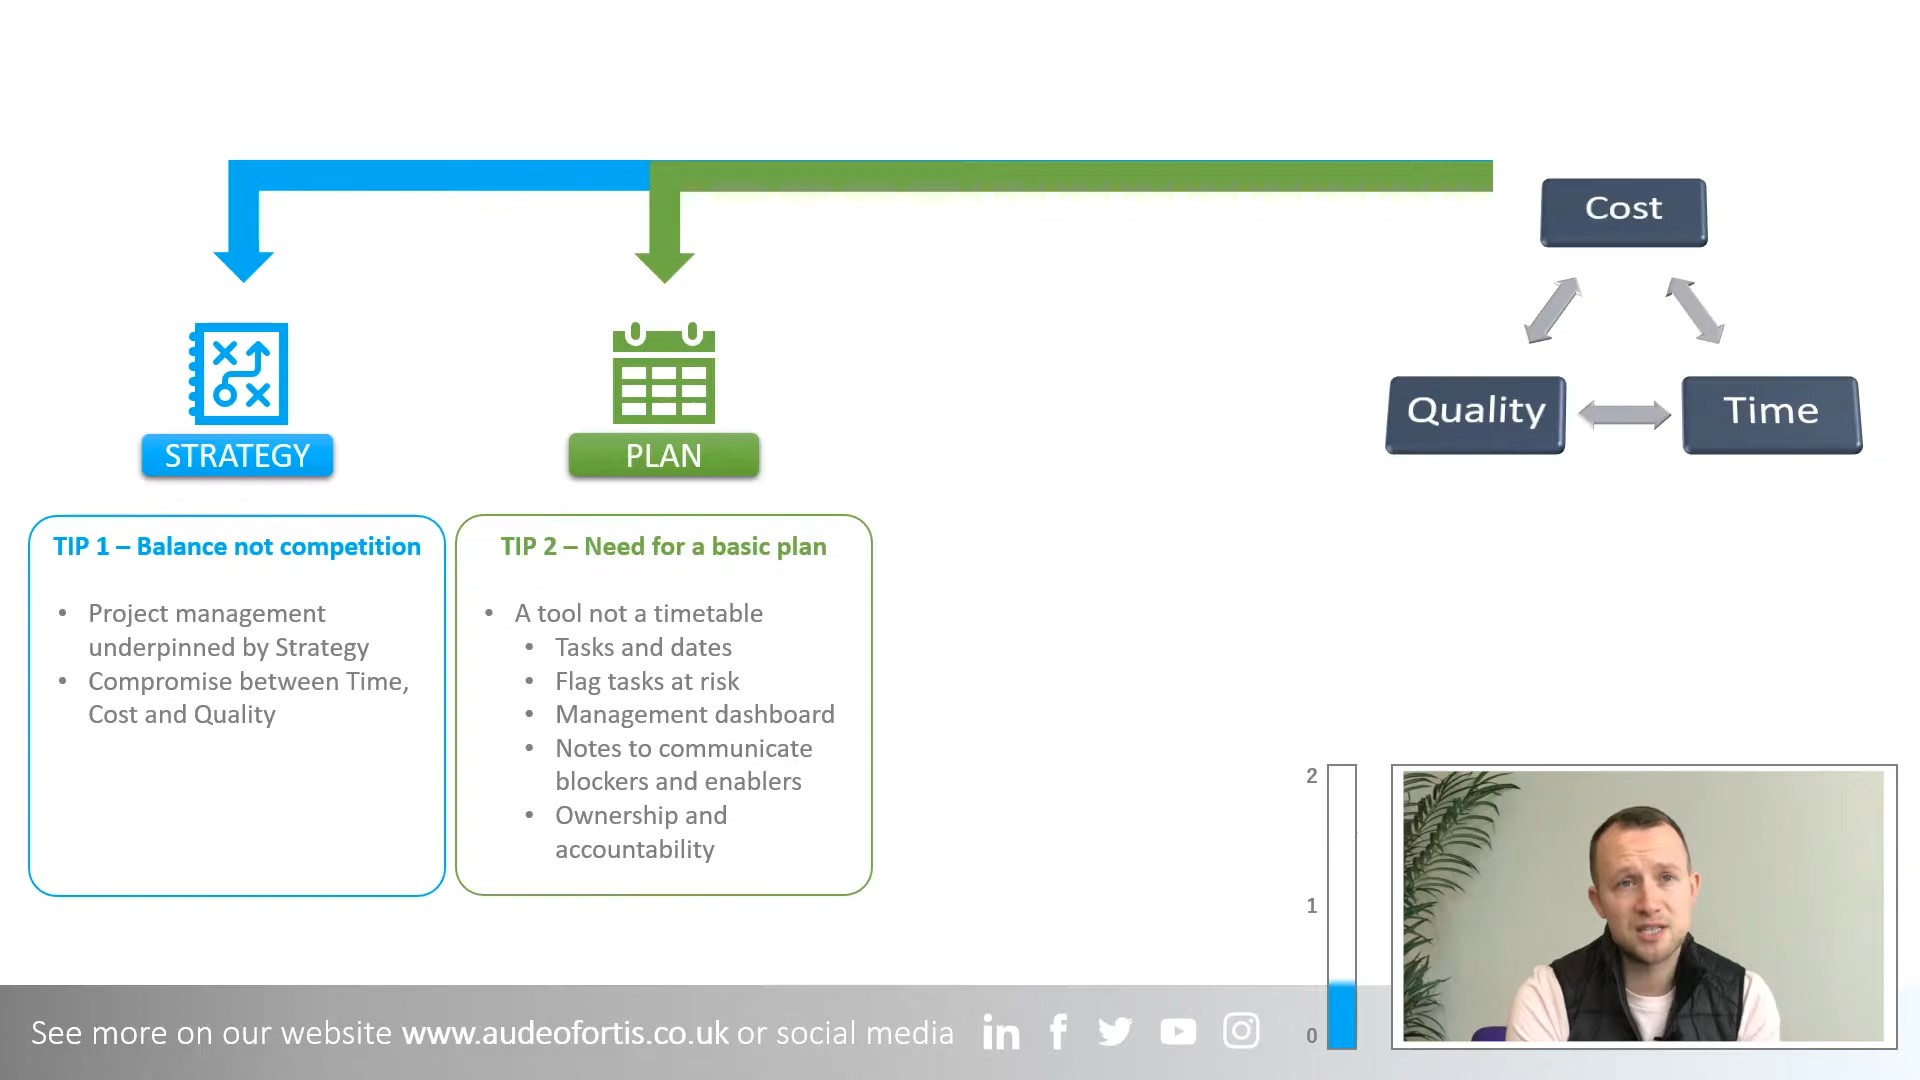 Cost
Quality
Time
STRATEGY
PLAN
TIP 1 – Balance not competition
• Project management
underpinned by Strategy
• Compromise between Time,
Cost and Quality
TIP 2 – Need for a basic plan
• A tool not a timetable
• Tasks and dates
• Flag tasks at risk
• Management dashboard
• Notes to communicate
blockers and enablers
• Ownership and
accountability
2
1
0
See more on our website www.audeofortis.co.uk or social media